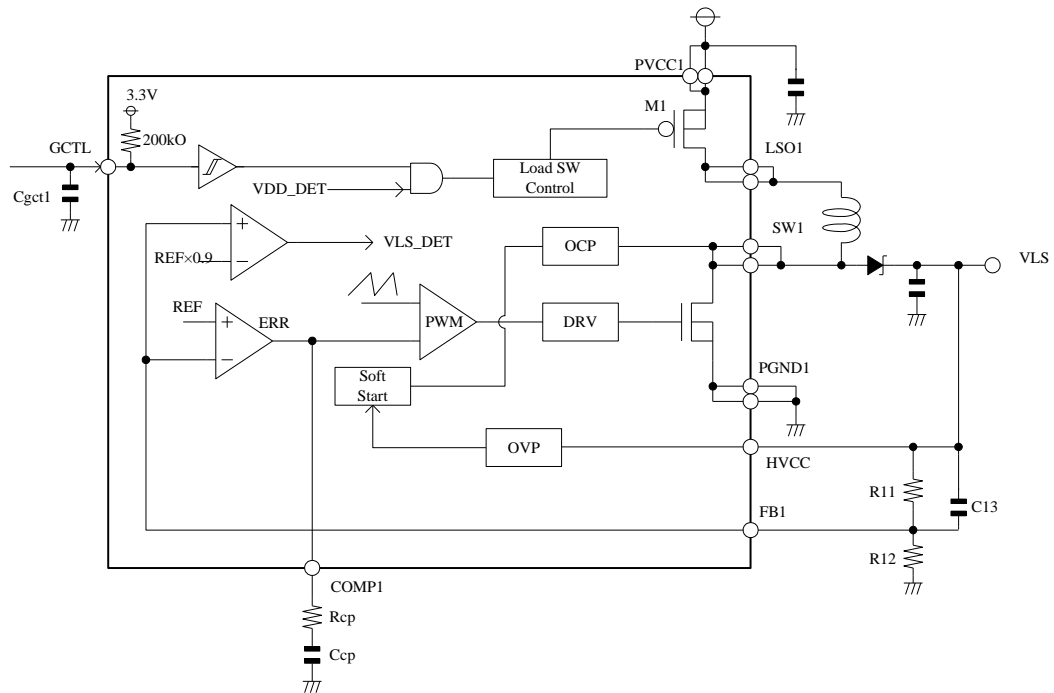 PVCC1
3.3V
M1
GCTL
200kO
LSO1
Load SW
Control
VDD_DET
Cgct1
SW1
VLS_DET
OCP
VLS
REF×0.9
REF
ERR
PWM
DRV
PGND1
Soft
Start
OVP
HVCC
R11
C13
FB1
R12
COMP1
Rcp
Ccp